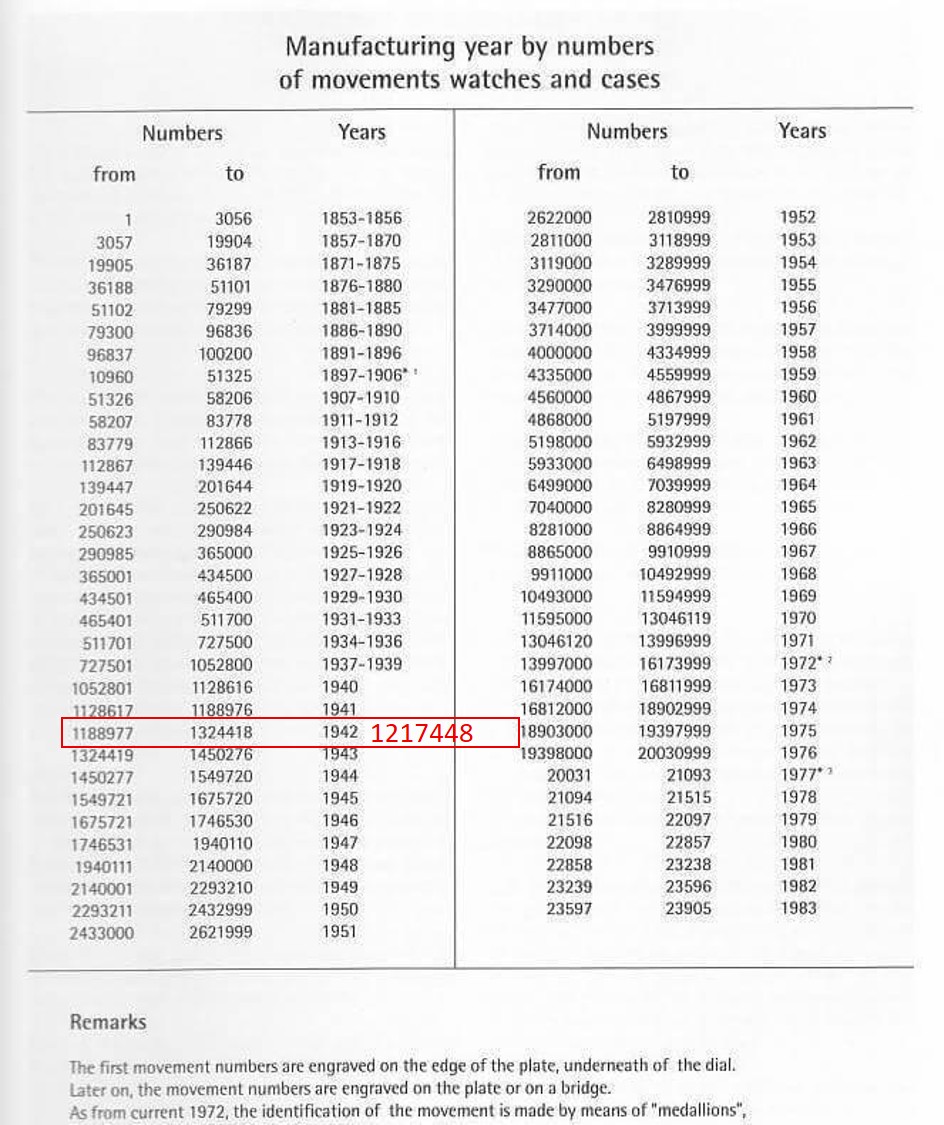 Manufacturing year by numbers
of movements watches and cases
Numbers Years
from to
1 3056 1853-1856
3057 19904 1857-1870
19905 36187 1871-1875
36188 51101 1876-1880
51102 79299 1881-1885
79300 96836 1886-1890
96837 100200 1891-1896
10960 51325 1897-1906* ¹
51326 58206 1907-1910
58207 83778 1911-1912
83779 112866 1913-1916
112867 139446 1917-1918
139447 201644 1919-1920
201645 250622 1921-1922
250623 290984 1923-1924
290985 365000 1925-1926
365001 434500 1927-1928
434501 465400 1929-1930
465401 511700 1931-1933
511701 727500 1934-1936
727501 1052800 1937-1939
1052801 1128616 1940
1128617 1188976 1941
1188977 1324418 1942 1217448
1324419 1450276 1943
1450277 1549720 1944
1549721 1675720 1945
1675721 1746530 1946
1746531 1940110 1947
1940111 2140000 1948
2140001 2293210 1949
2293211 2432999 1950
2433000 2621999 1951
Numbers Years
from to
2622000 2810999 1952
2811000 3118999 1953
3119000 3289999 1954
3290000 3476999 1955
3477000 3713999 1956
3714000 3999999 1957
4000000 4334999 1958
4335000 4559999 1959
4560000 4867999 1960
4868000 5197999 1961
5198000 5932999 1962
5933000 6498999 1963
6499000 7039999 1964
7040000 8280999 1965
8281000 8864999 1966
8865000 9910999 1967
9911000 10492999 1968
10493000 11594999 1969
11595000 13046119 1970
13046120 13996999 1971
13997000 16173999 1972* ²
16174000 16811999 1973
16812000 18902999 1974
18903000 19397999 1975
19398000 20030999 1976
20031 21093 1977* ³
21094 21515 1978
21516 22097 1979
22098 22857 1980
22858 23238 1981
23239 23596 1982
23597 23905 1983
Remarks
The first movement numbers are engraved on the edge of the plate, underneath of the dial.
Later on, the movement numbers are engraved on the plate or on a bridge.
As from current 1972, the identification of the movement is made by means of "medallions",